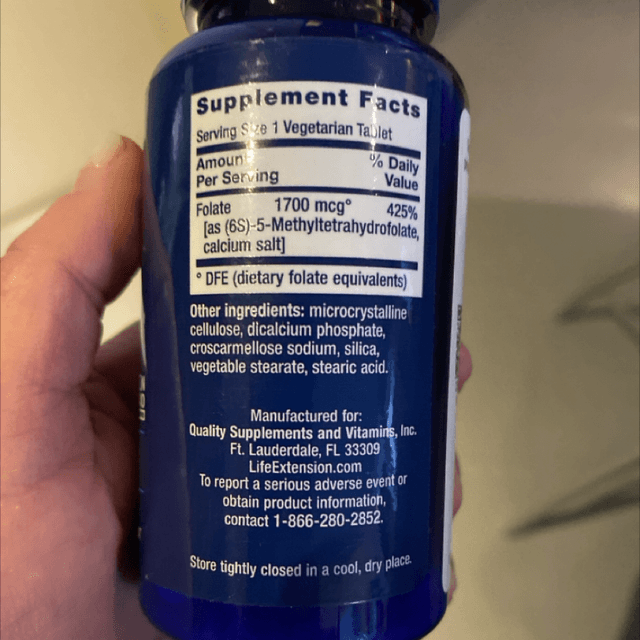 Supplement Facts
Serving Size 1 Vegetarian Tablet
Amount % Daily
Per Serving Value
Folate 1700 mcg° 425%
[as (6S)-5-Methyltetrahydrofolate,
calcium salt]
° DFE (dietary folate equivalents)
Other ingredients: microcrystalline
cellulose, dicalcium phosphate,
croscarmellose sodium, silica,
vegetable stearate, stearic acid.
Manufactured for:
Quality Supplements and Vitamins, Inc.
Ft. Lauderdale, FL 33309
LifeExtension.com
To report a serious adverse event or
obtain product information,
contact 1-866-280-2852.
Store tightly closed in a cool, dry place.